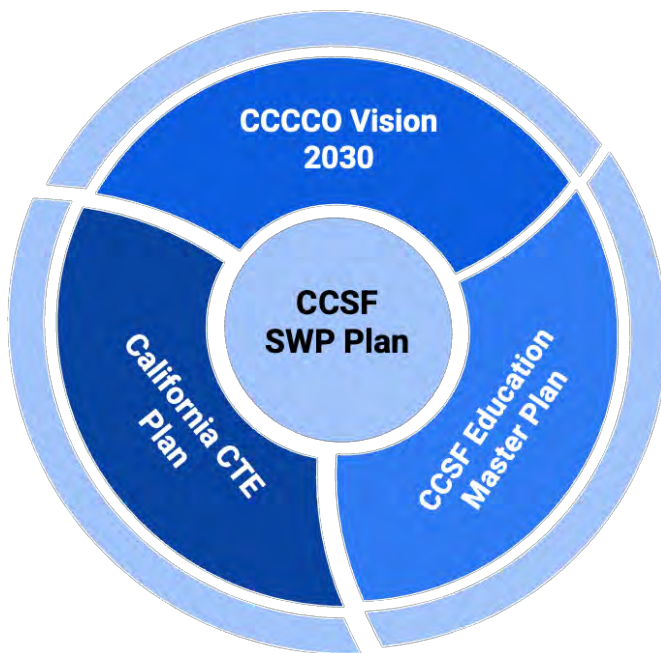 CCCCO Vision
2030
CCSF
SWP Plan
California CTE
Plan
CCSF Education
Master Plan